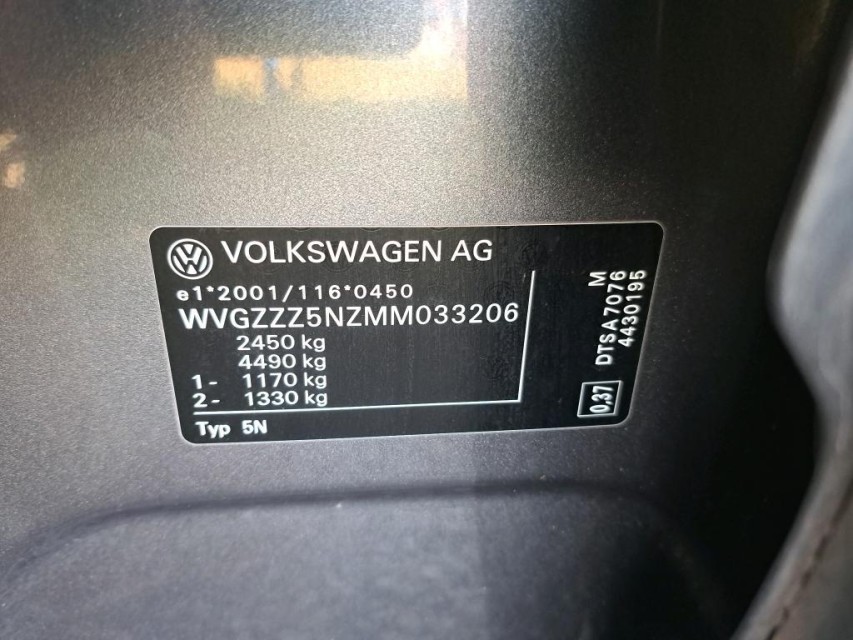 VOLKSWAGEN AG
e1*2001/116*0450
WVGZZZ5NZMM033206
2450 kg
4490 kg
1- 1170 kg
2- 1330 kg
Typ 5N
M
DTSA7076
4430195
0,37